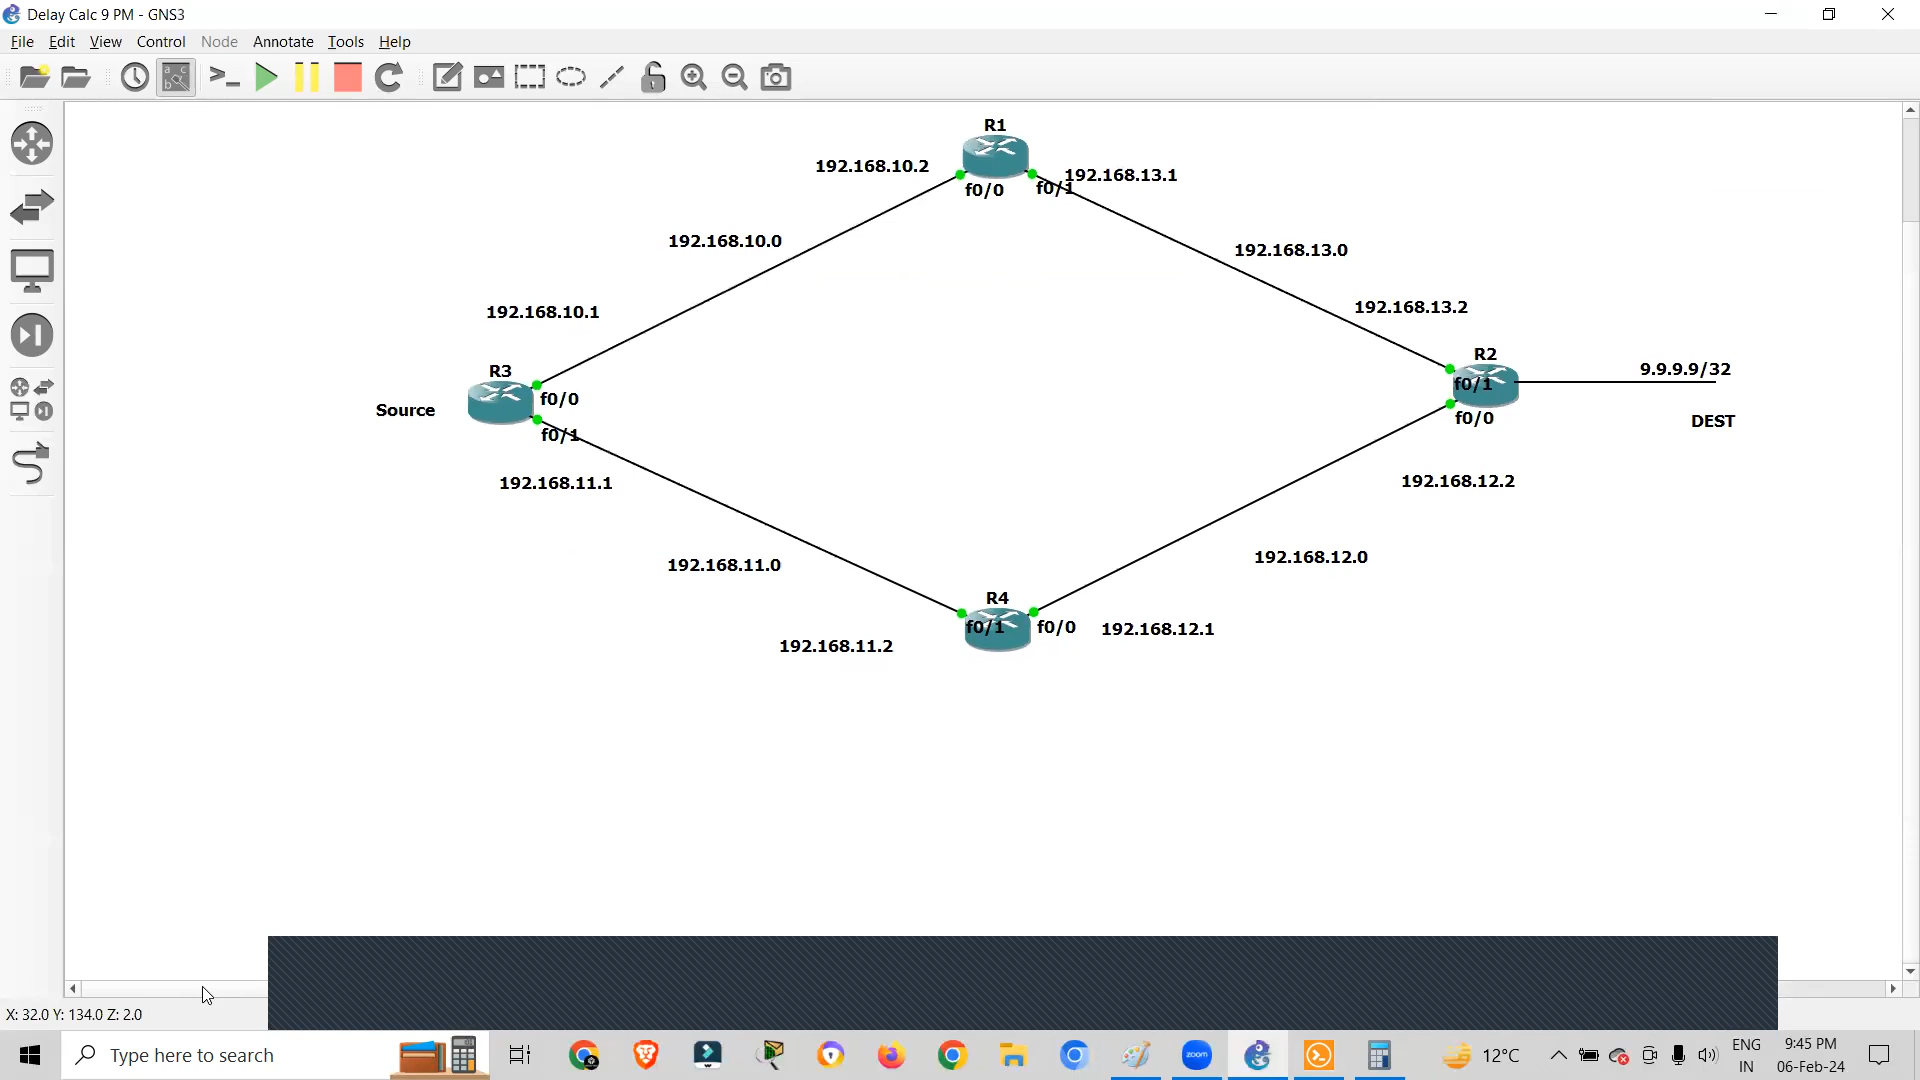 Delay Calc 9 PM - GNS3
File Edit View Control Node Annotate Tools Help
R1
192.168.10.2
f0/0
f0/1
192.168.13.1
192.168.10.0
192.168.13.0
192.168.10.1
192.168.13.2
R3
R2
9.9.9.9/32
f0/0
f0/1
Source
f0/1
f0/0
DEST
192.168.11.1
192.168.12.2
192.168.11.0
192.168.12.0
R4
f0/1
f0/0
192.168.12.1
192.168.11.2
X: 32.0 Y: 134.0 Z: 2.0
Type here to search
zoom
12°C
ENG
IN
9:45 PM
06-Feb-24